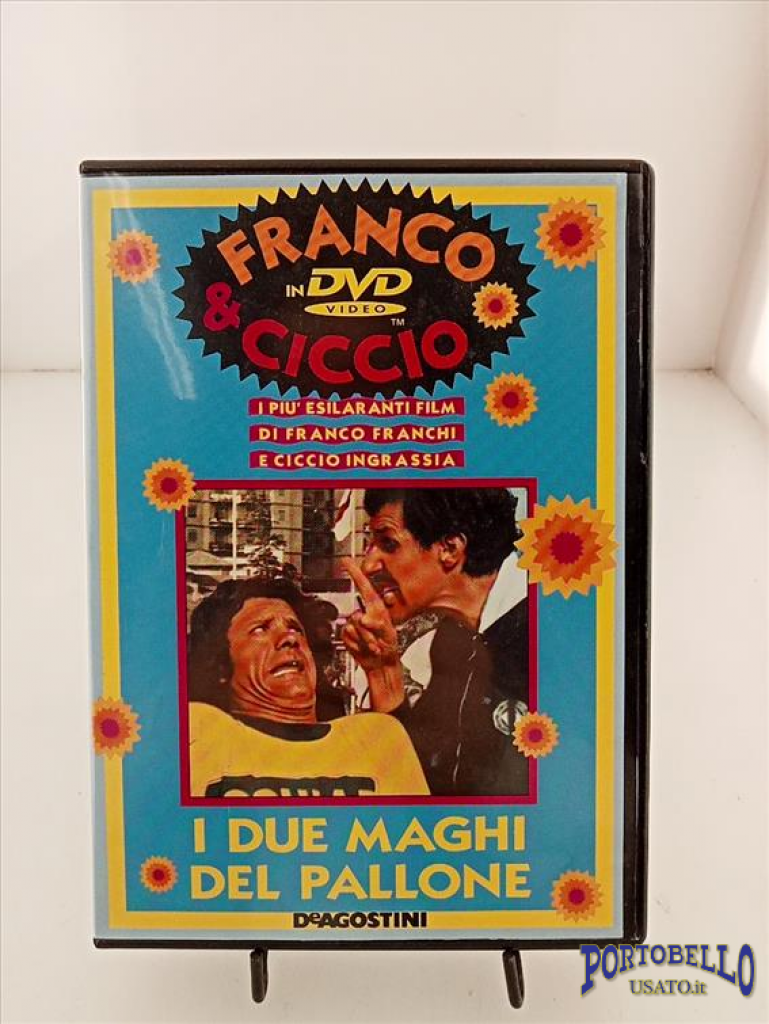 FRANCO
IN DVD
VIDEO
TM
& CICCIO
I PIU' ESILARANTI FILM
DI FRANCO FRANCHI
E CICCIO INGRASSIA
I DUE MAGHI
DEL PALLONE
DeAGOSTINI
PORTOBELLO
USATO.it